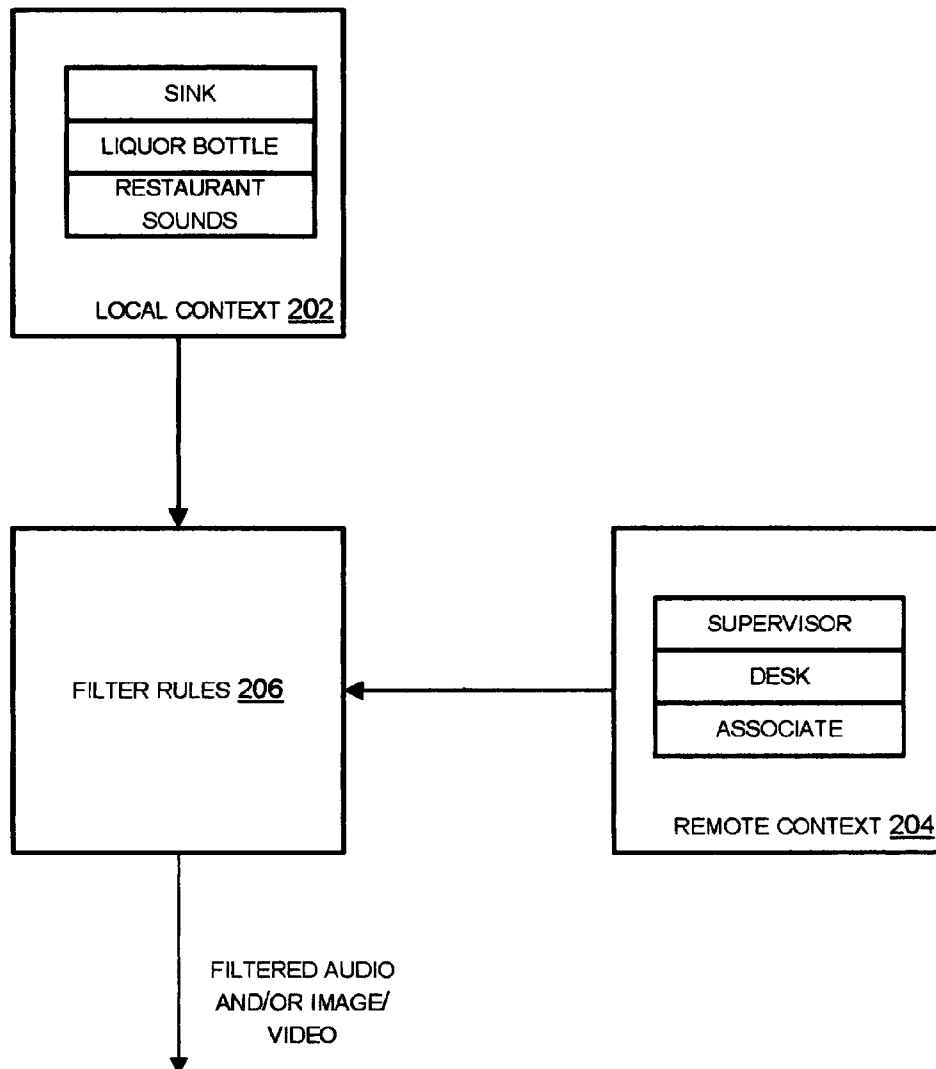 SINK
LIQUOR BOTTLE
RESTAURANT
SOUNDS
LOCAL CONTEXT 202
FILTER RULES 206
SUPERVISOR
DESK
ASSOCIATE
REMOTE CONTEXT 204
FILTERED AUDIO
AND/OR IMAGE/
VIDEO